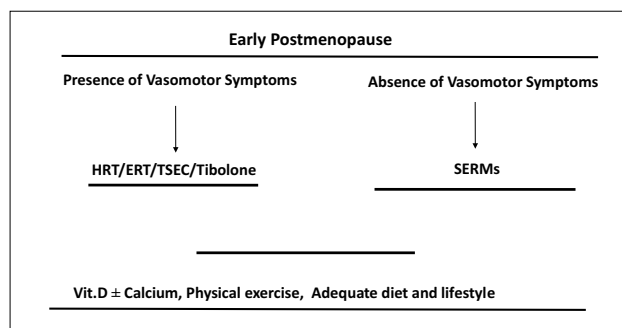 Early Postmenopause
Presence of Vasomotor Symptoms
Absence of Vasomotor Symptoms
HRT/ERT/TSEC/Tibolone
SERMs
Vit.D ± Calcium, Physical exercise, Adequate diet and lifestyle